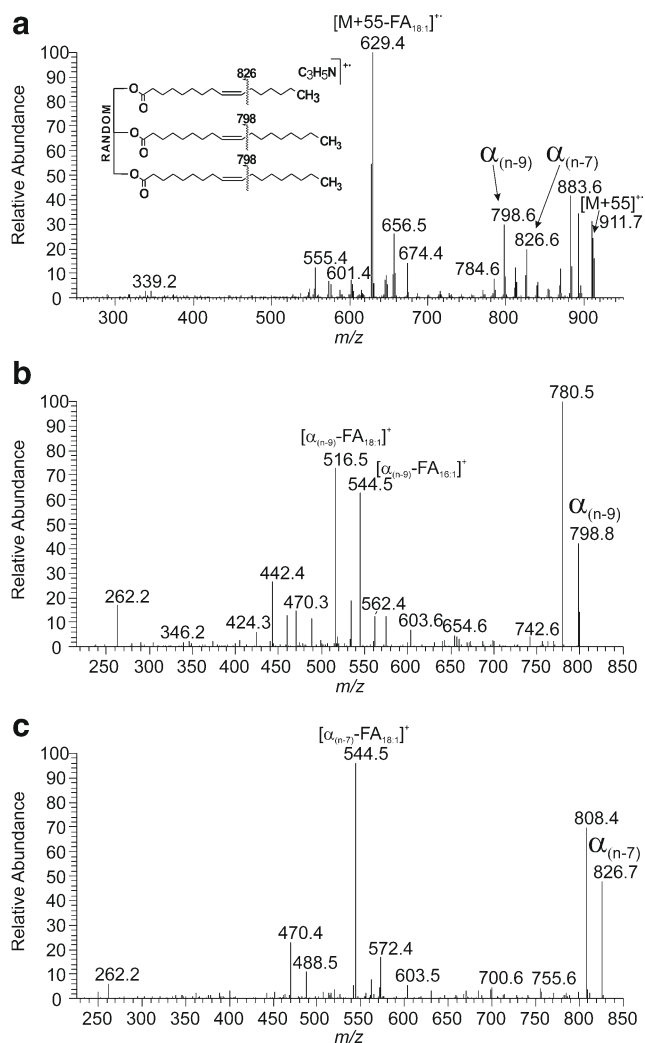 a
[M+55-FA18:1]+·
629.4
100
90
80
70
60
50
40
30
20
10
0
Relative Abundance
RANDOM
826
C3H5N
+·
O
O
CH3
798
O
O
CH3
798
O
O
CH3
339.2
555.4
601.4
656.5
674.4
784.6
α(n-9)
798.6
α(n-7)
826.6
883.6
[M+55]+·
911.7
300 400 500 600 700 800 900
m/z
b
100
90
80
70
60
50
40
30
20
10
0
Relative Abundance
262.2
346.2
424.3
442.4
470.3
[α(n-9)-FA18:1]+
516.5
[α(n-9)-FA16:1]+
544.5
562.4
603.6
654.6
742.6
780.5
α(n-9)
798.8
250 300 350 400 450 500 550 600 650 700 750 800 850
m/z
c
100
90
80
70
60
50
40
30
20
10
0
Relative Abundance
262.2
470.4
488.5
[α(n-7)-FA18:1]+
544.5
572.4
603.5
700.6
755.6
808.4
α(n-7)
826.7
250 300 350 400 450 500 550 600 650 700 750 800 850
m/z